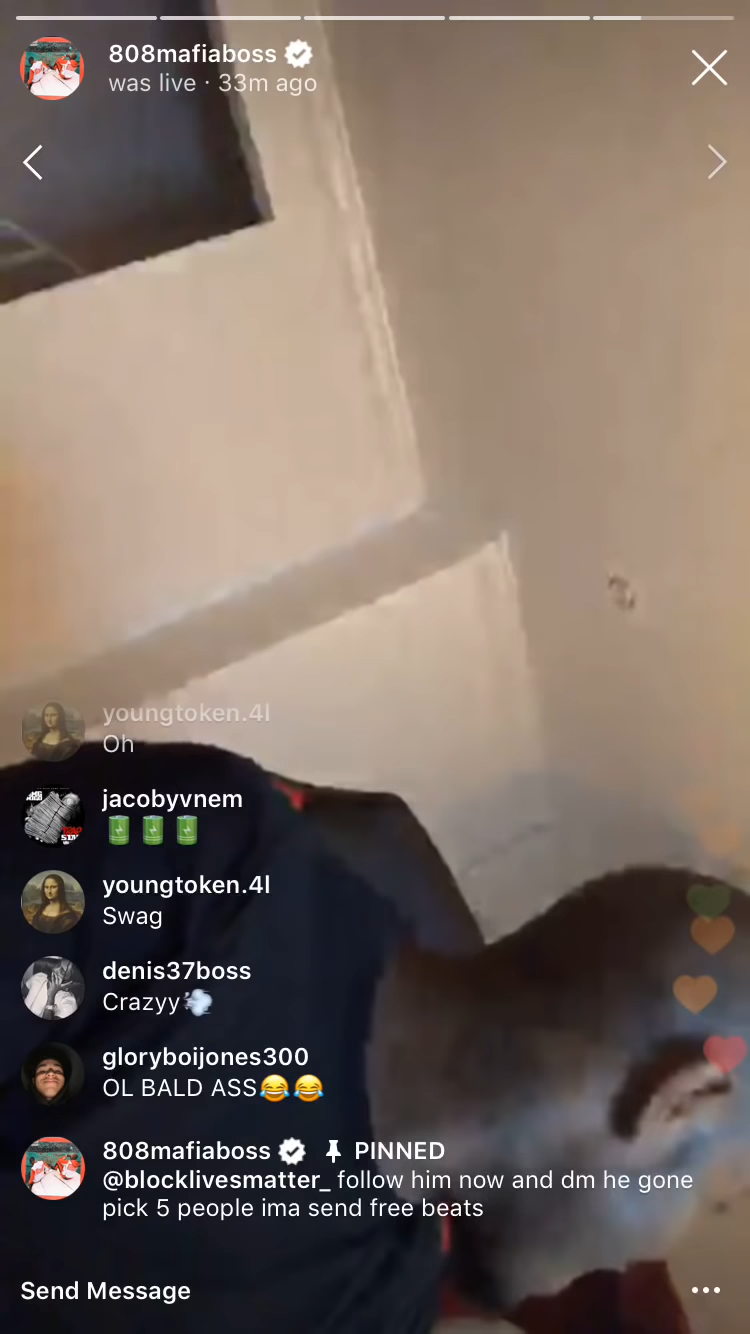 808mafiaboss
was live · 33m ago
youngtoken.4l
Oh
jacobyvnem
🔋 🔋 🔋
youngtoken.4l
Swag
denis37boss
Crazyy💨
gloryboijones300
OL BALD ASS😂😂
808mafiaboss PINNED
@blocklivesmatter_ follow him now and dm he gone
pick 5 people ima send free beats
Send Message